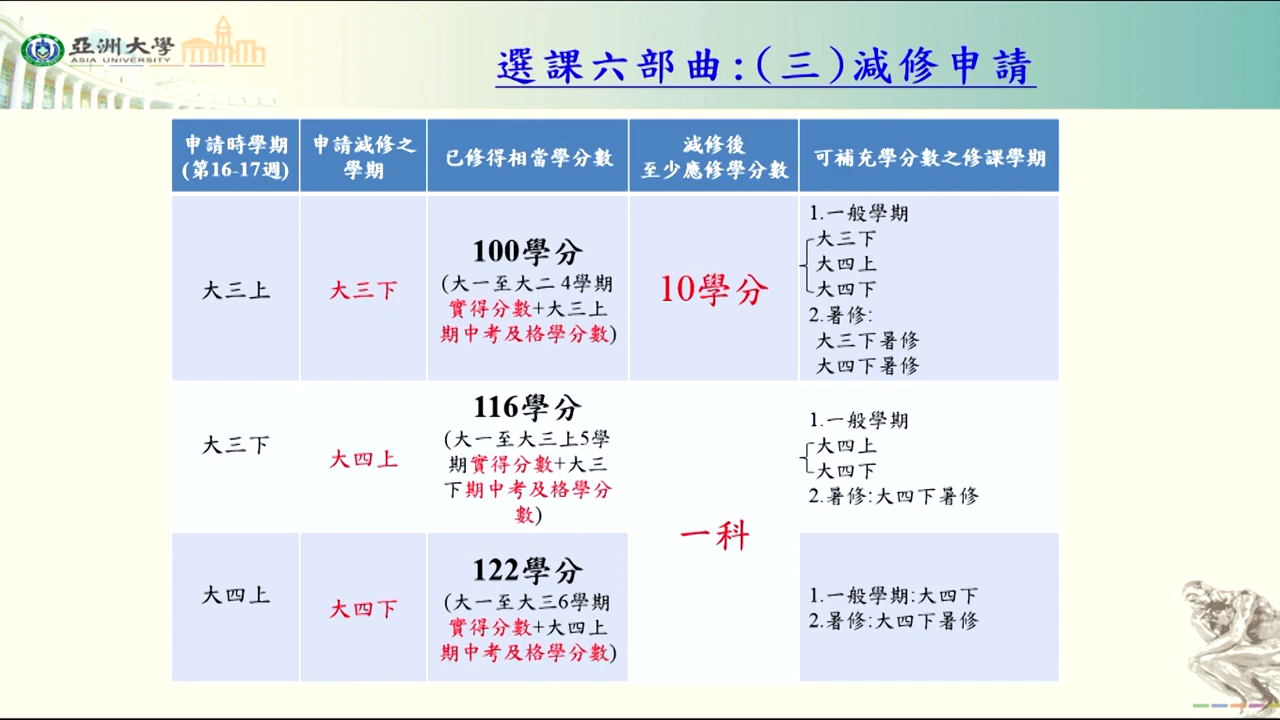 亞洲大學
ASIA UNIVERSITY
選課六部曲:(三)減修申請
申請時學期
(第16-17週)
申請減修之
學期
已修得相當學分數
減修後
至少應修學分數
可補充學分數之修課學期
大三上
大三下
100學分
(大一至大二 4學期
實得分數+大三上
期中考及格學分數)
10學分
1.一般學期
大三下
大四上
大四下
2.暑修:
大三下暑修
大四下暑修
大三下
大四上
116學分
(大一至大三上5學
期實得分數+大三
下期中考及格學分
數)
一科
1.一般學期
大四上
大四下
2.暑修:大四下暑修
大四上
大四下
122學分
(大一至大三6學期
實得分數+大四上
期中考及格學分數)
1.一般學期:大四下
2.暑修:大四下暑修